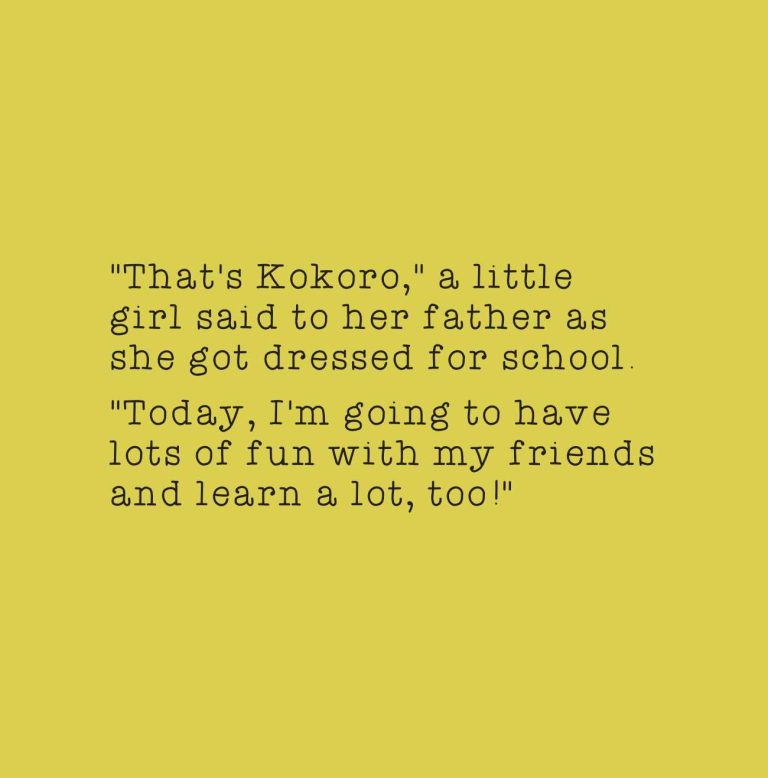 "That's Kokoro," a little
girl said to her father as
she got dressed for school.
"Today, I'm going to have
lots of fun with my friends
and learn a lot, too!"